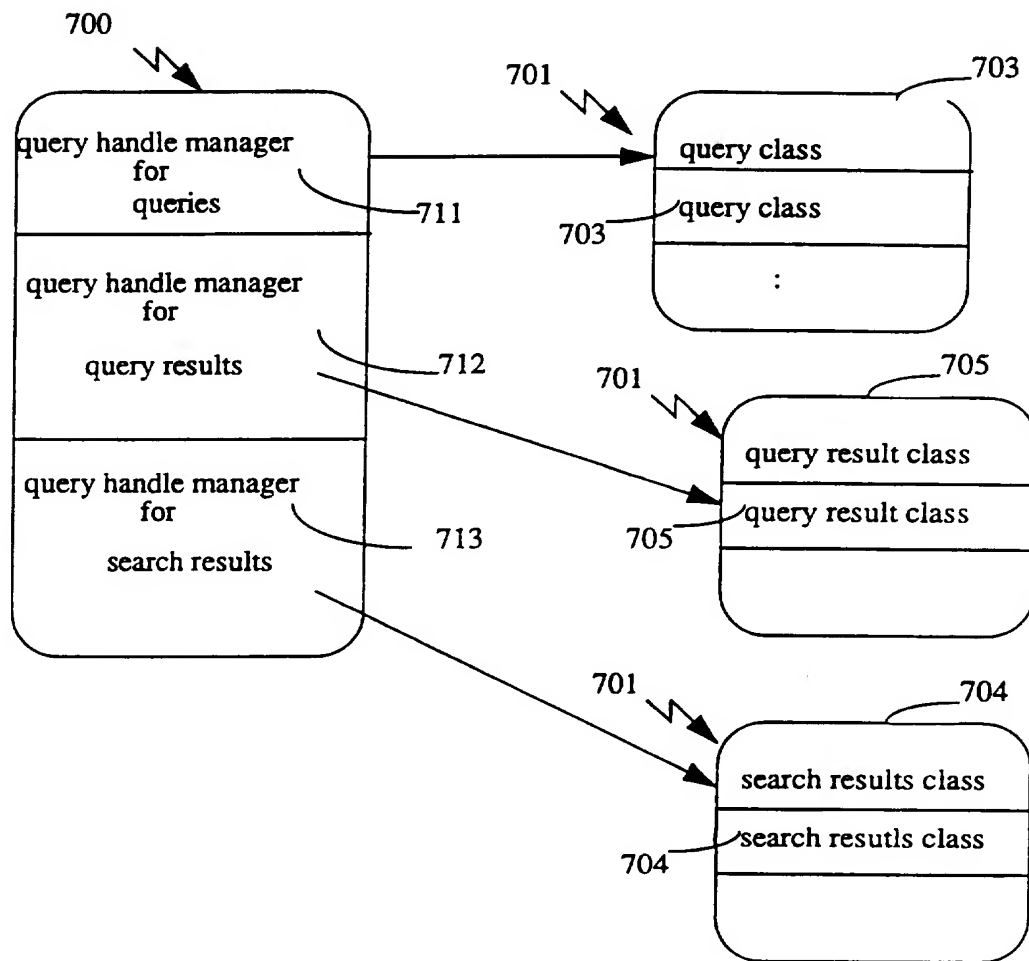 700
query handle manager
for
queries
711
query handle manager
for
query results
712
query handle manager
for
search results
713
701
703
query class
703
query class
:
701
705
query result class
705
query result class
701
704
search results class
704
search resutls class